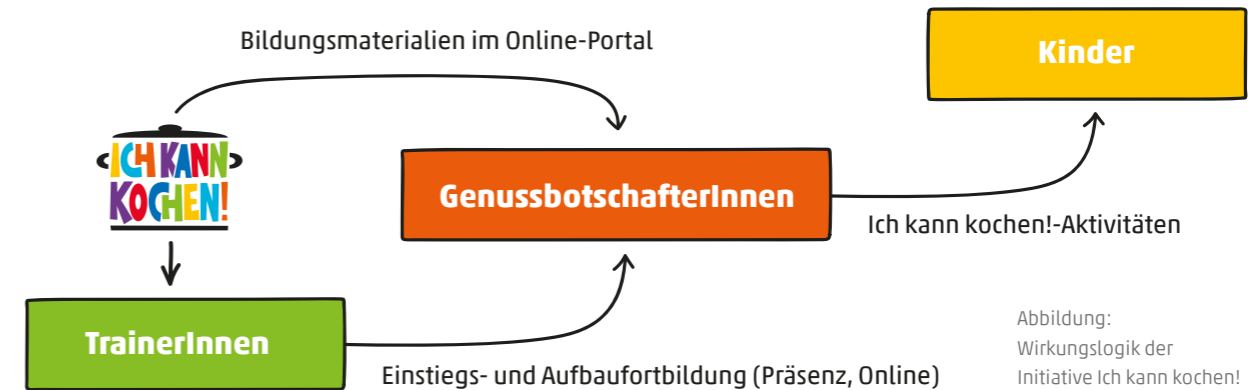 Bildungsmaterialien im Online-Portal
Kinder
ICH KANN
KOCHEN!
GenussbotschafterInnen
Ich kann kochen!-Aktivitäten
TrainerInnen
Einstiegs- und Aufbaufortbildung (Präsenz, Online)
Abbildung:
Wirkungslogik der
Initiative Ich kann kochen!